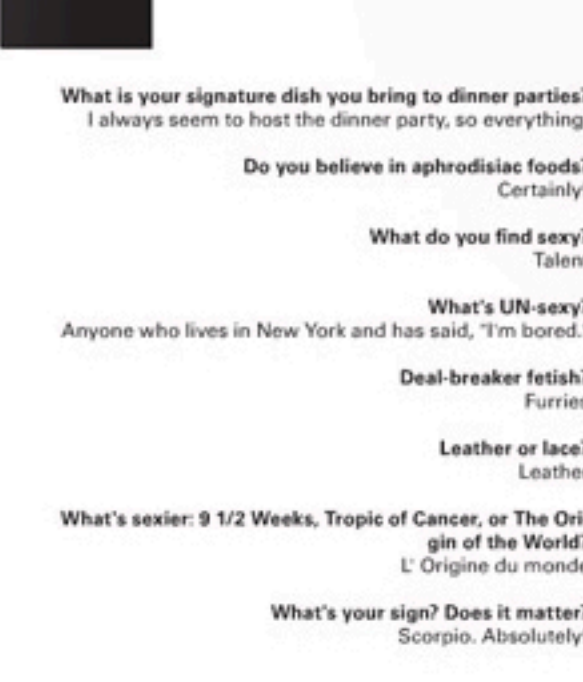 What is your signature dish you bring to dinner parties?
I always seem to host the dinner party, so everything
Do you believe in aphrodisiac foods?
Certainly
What do you find sexy?
Talen
What's UN-sexy?
Anyone who lives in New York and has said, "I'm bored.
Deal-breaker fetish?
Furries
Leather or lace?
Leathe
What's sexier: 9 1/2 Weeks, Tropic of Cancer, or The Ori
gin of the World?
L' Origine du monde
What's your sign? Does it matter?
Scorpio. Absolutely